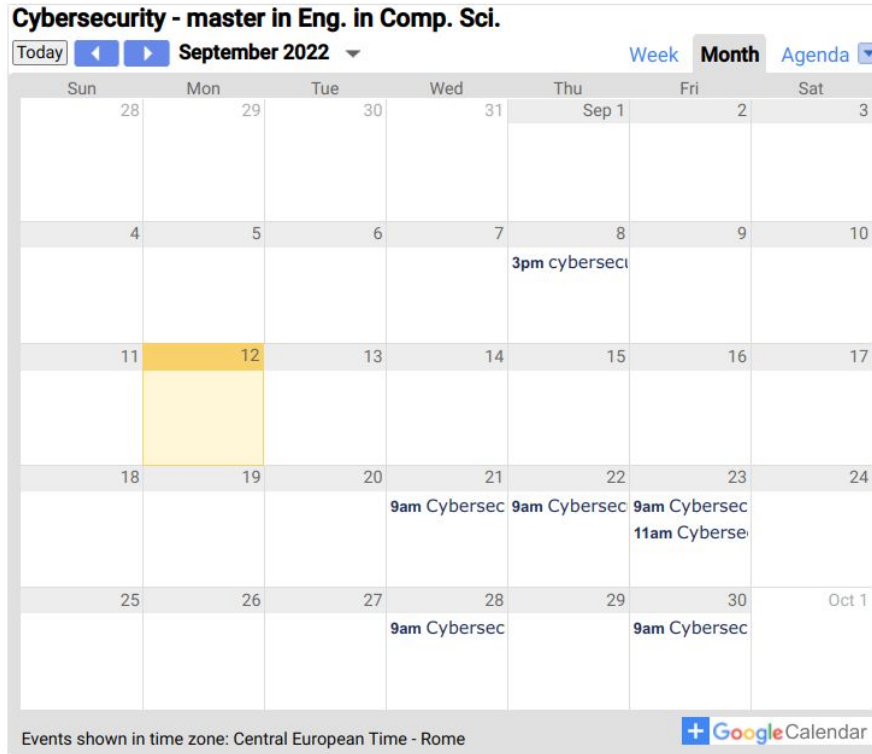 Cybersecurity - master in Eng. in Comp. Sci.
Today September 2022 Week Month Agenda
Sun Mon Tue Wed Thu Fri Sat
28 29 30 31 Sep 1 2 3
4 5 6 7 8 9 10
3pm cybersecu
11 12 13 14 15 16 17
18 19 20 21 22 23 24
9am Cybersec 9am Cybersec 9am Cybersec
11am Cyberse
25 26 27 28 29 30 Oct 1
9am Cybersec 9am Cybersec
Events shown in time zone: Central European Time - Rome
+ GoogleCalendar